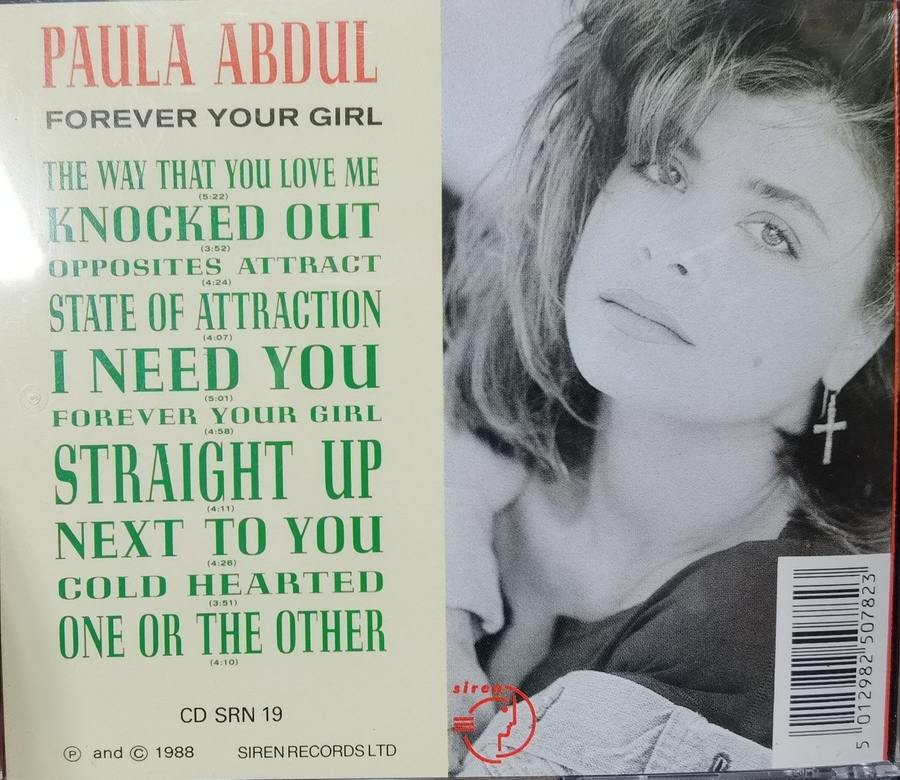 PAULA ABDUL
FOREVER YOUR GIRL
THE WAY THAT YOU LOVE ME
(5:22)
KNOCKED OUT
(3:52)
OPPOSITES ATTRACT
(4:24)
STATE OF ATTRACTION
(4:07)
I NEED YOU
(5:01)
FOREVER YOUR GIRL
(4:58)
STRAIGHT UP
(4:11)
NEXT TO YOU
(4:26)
COLD HEARTED
(3:51)
ONE OR THE OTHER
(4:10)
CD SRN 19
Ⓟ and © 1988 SIREN RECORDS LTD
siren
5 012982 507823